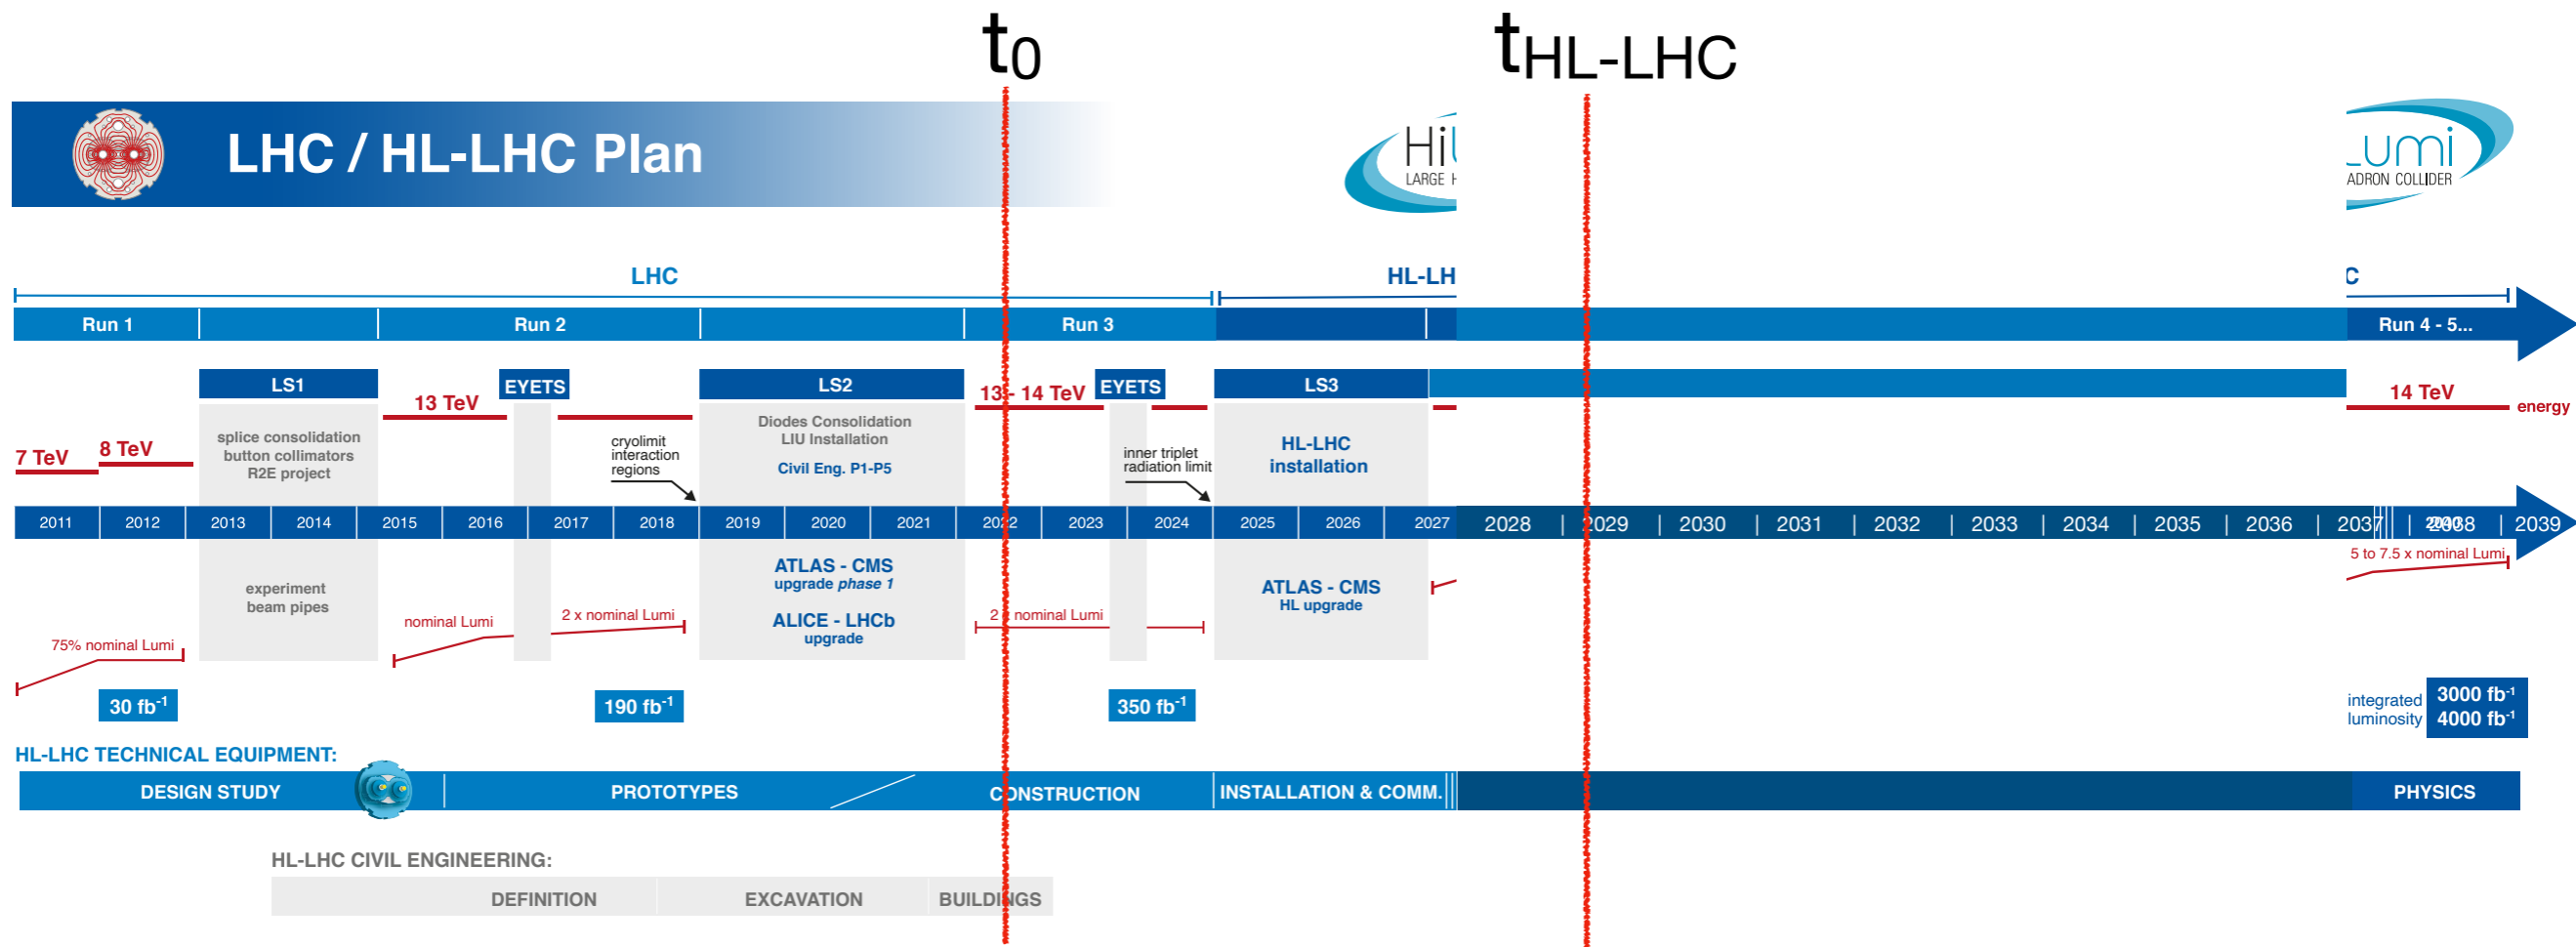 t0
tHL-LHC
LHC / HL-LHC Plan
Hi
LUMI
LARGE H
ADRON COLLIDER
LHC
HL-LH
C
Run 1
Run 2
Run 3
Run 4 - 5...
LS1
EYETS
LS2
EYETS
LS3
7 TeV
8 TeV
13 TeV
13 - 14 TeV
14 TeV
energy
splice consolidation
button collimators
R2E project
cryolimit
interaction
regions
Diodes Consolidation
LIU Installation
Civil Eng. P1-P5
inner triplet
radiation limit
HL-LHC
installation
2011 2012 2013 2014 2015 2016 2017 2018 2019 2020 2021 2022 2023 2024 2025 2026 2027 2028 2029 2030 2031 2032 2033 2034 2035 2036 2037 2038 2039
experiment
beam pipes
ATLAS - CMS
upgrade phase 1
ALICE - LHCb
upgrade
ATLAS - CMS
HL upgrade
75% nominal Lumi
nominal Lumi
2 x nominal Lumi
2 x nominal Lumi
5 to 7.5 x nominal Lumi
30 fb-1
190 fb-1
350 fb-1
integrated
luminosity
3000 fb-1
4000 fb-1
HL-LHC TECHNICAL EQUIPMENT:
DESIGN STUDY
PROTOTYPES
CONSTRUCTION
INSTALLATION & COMM.
PHYSICS
HL-LHC CIVIL ENGINEERING:
DEFINITION
EXCAVATION
BUILDINGS